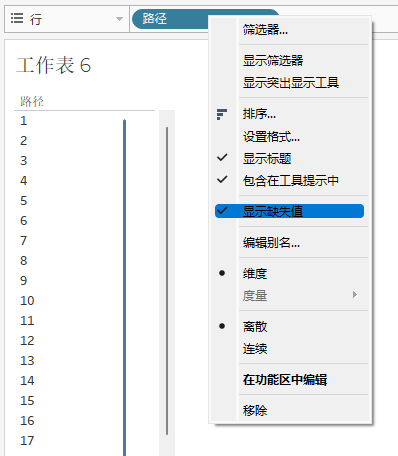 行
路径
工作表 6
路径
1
2
3
4
5
6
7
8
9
10
11
12
13
14
15
16
17
筛选器...
显示筛选器
显示突出显示工具
排序...
设置格式...
显示标题
包含在工具提示中
显示缺失值
编辑别名...
维度
度量
离散
连续
在功能区中编辑
移除